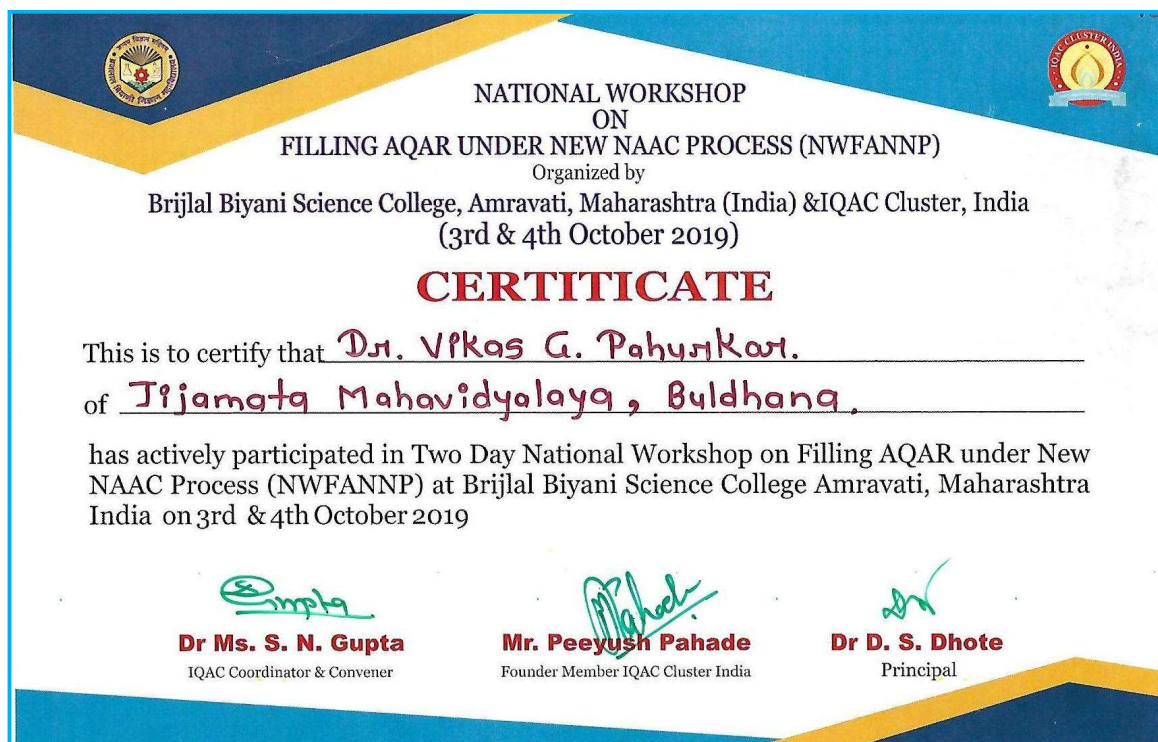 IQAC CLUSTER INDIA
NATIONAL WORKSHOP
ON
FILLING AQAR UNDER NEW NAAC PROCESS (NWFANNP)
Organized by
Brijlal Biyani Science College, Amravati, Maharashtra (India) &IQAC Cluster, India
(3rd & 4th October 2019)
CERTITICATE
This is to certify that Dr. Vikas G. Pahurkar.
of Jijamata Mahavidyalaya, Buldhana.
has actively participated in Two Day National Workshop on Filling AQAR under New
NAAC Process (NWFANNP) at Brijlal Biyani Science College Amravati, Maharashtra
India on 3rd & 4th October 2019
Dr Ms. S. N. Gupta
IQAC Coordinator & Convener
Mr. Peeyush Pahade
Founder Member IQAC Cluster India
Dr D. S. Dhote
Principal